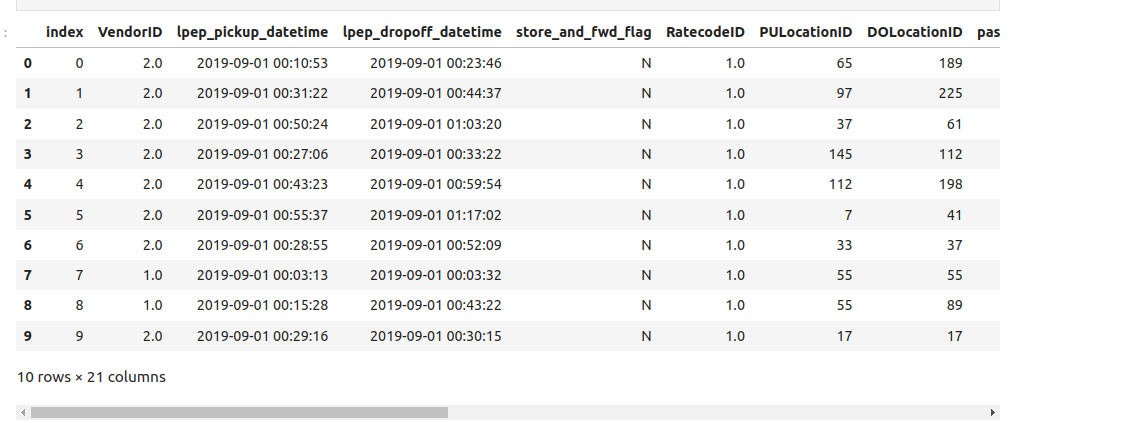 :
index VendorID lpep_pickup_datetime lpep_dropoff_datetime store_and_fwd_flag RatecodeID PULocationID DOLocationID pas
0 0 2.0 2019-09-01 00:10:53 2019-09-01 00:23:46 N 1.0 65 189
1 1 2.0 2019-09-01 00:31:22 2019-09-01 00:44:37 N 1.0 97 225
2 2 2.0 2019-09-01 00:50:24 2019-09-01 01:03:20 N 1.0 37 61
3 3 2.0 2019-09-01 00:27:06 2019-09-01 00:33:22 N 1.0 145 112
4 4 2.0 2019-09-01 00:43:23 2019-09-01 00:59:54 N 1.0 112 198
5 5 2.0 2019-09-01 00:55:37 2019-09-01 01:17:02 N 1.0 7 41
6 6 2.0 2019-09-01 00:28:55 2019-09-01 00:52:09 N 1.0 33 37
7 7 1.0 2019-09-01 00:03:13 2019-09-01 00:03:32 N 1.0 55 55
8 8 1.0 2019-09-01 00:15:28 2019-09-01 00:43:22 N 1.0 55 89
9 9 2.0 2019-09-01 00:29:16 2019-09-01 00:30:15 N 1.0 17 17
10 rows × 21 columns